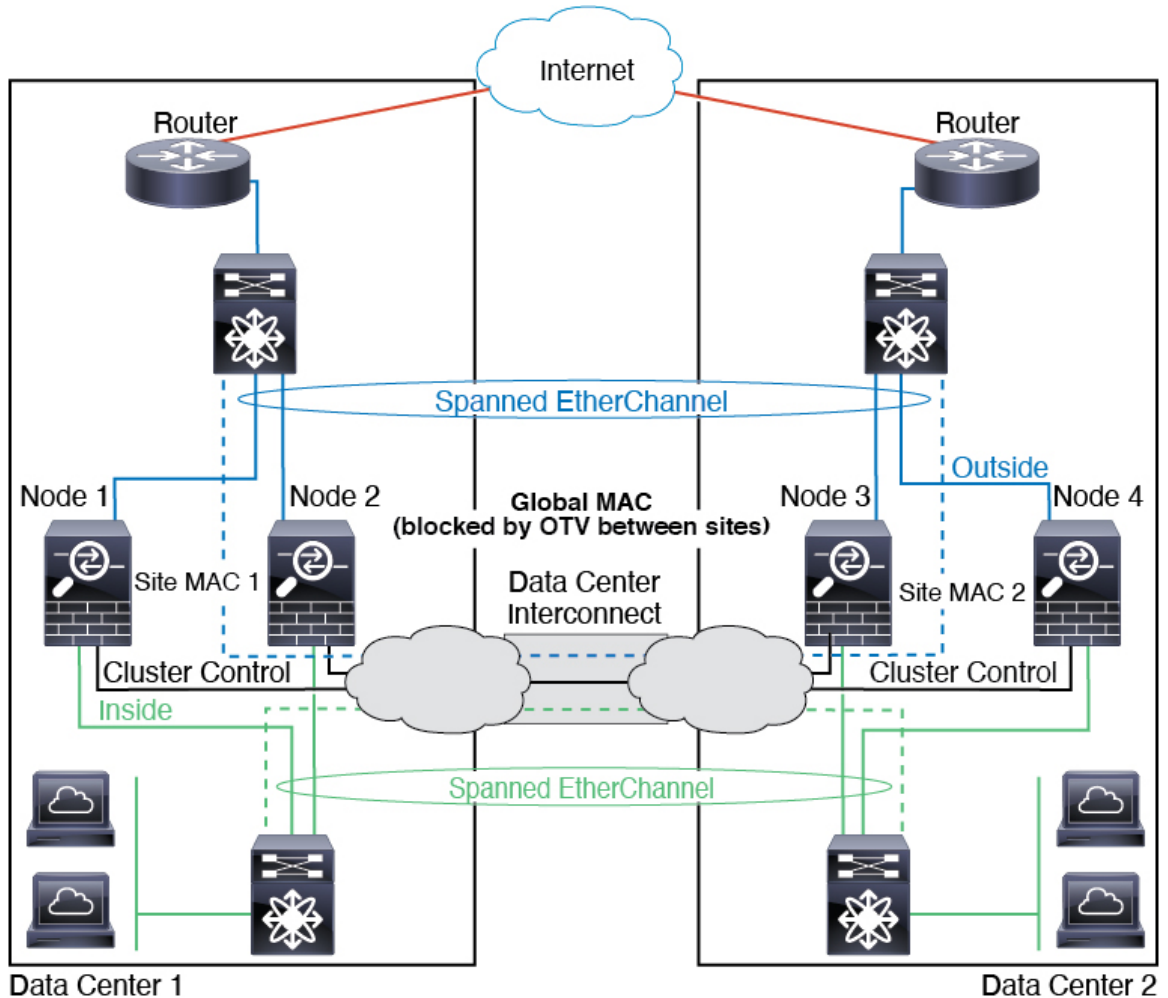 Internet
Router
Router
Spanned EtherChannel
Outside
Node 1
Node 2
Global MAC
(blocked by OTV between sites)
Node 3
Node 4
Site MAC 1
Data Center
Interconnect
Site MAC 2
Cluster Control
Cluster Control
Inside
Spanned EtherChannel
Data Center 1
Data Center 2